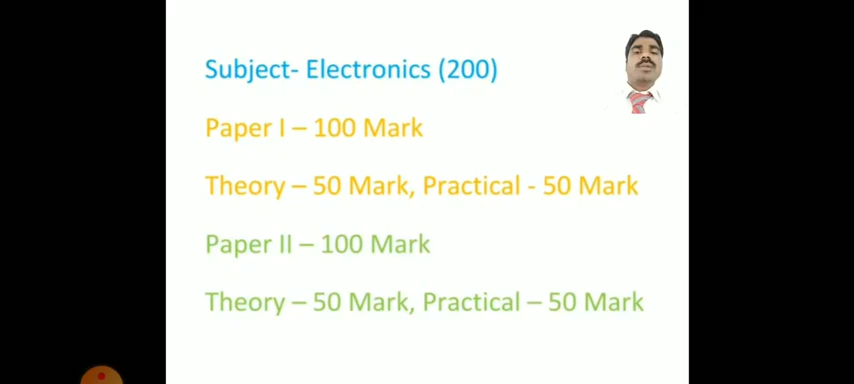 Subject- Electronics (200)
Paper I – 100 Mark
Theory – 50 Mark, Practical - 50 Mark
Paper II – 100 Mark
Theory – 50 Mark, Practical – 50 Mark